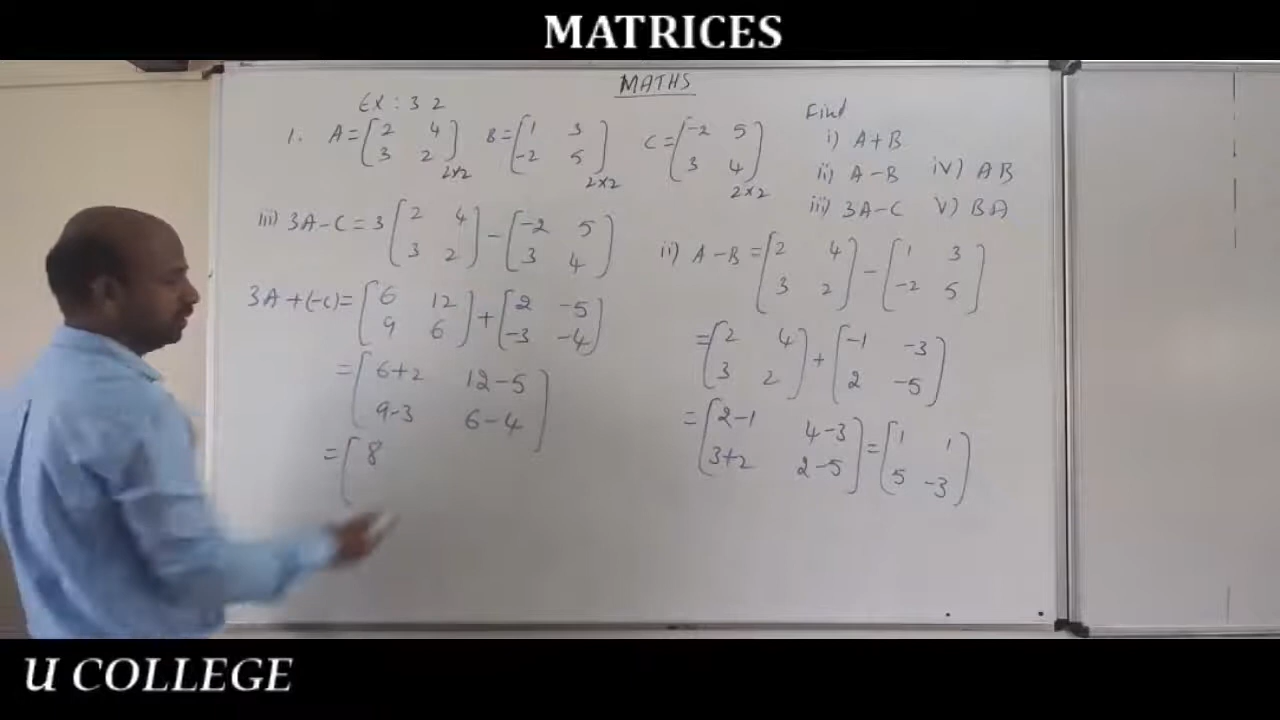 MATRICES
MATHS
Ex : 3 2
1. A = [2 4
3 2] 2x2
B = [1 3
-2 5] 2x2
C = [-2 5
3 4] 2x2
Find
i) A+B
ii) A-B iv) AB
iii) 3A-C v) BA
iii) 3A-C = 3 [2 4
3 2] - [-2 5
3 4]
3A+(-C) = [6 12
9 6] + [2 -5
-3 -4]
= [6+2 12-5
9-3 6-4]
= [8
ii) A-B = [2 4
3 2] - [1 3
-2 5]
= [2 4
3 2] + [-1 -3
2 -5]
= [2-1 4-3
3+2 2-5] = [1 1
5 -3]
U COLLEGE